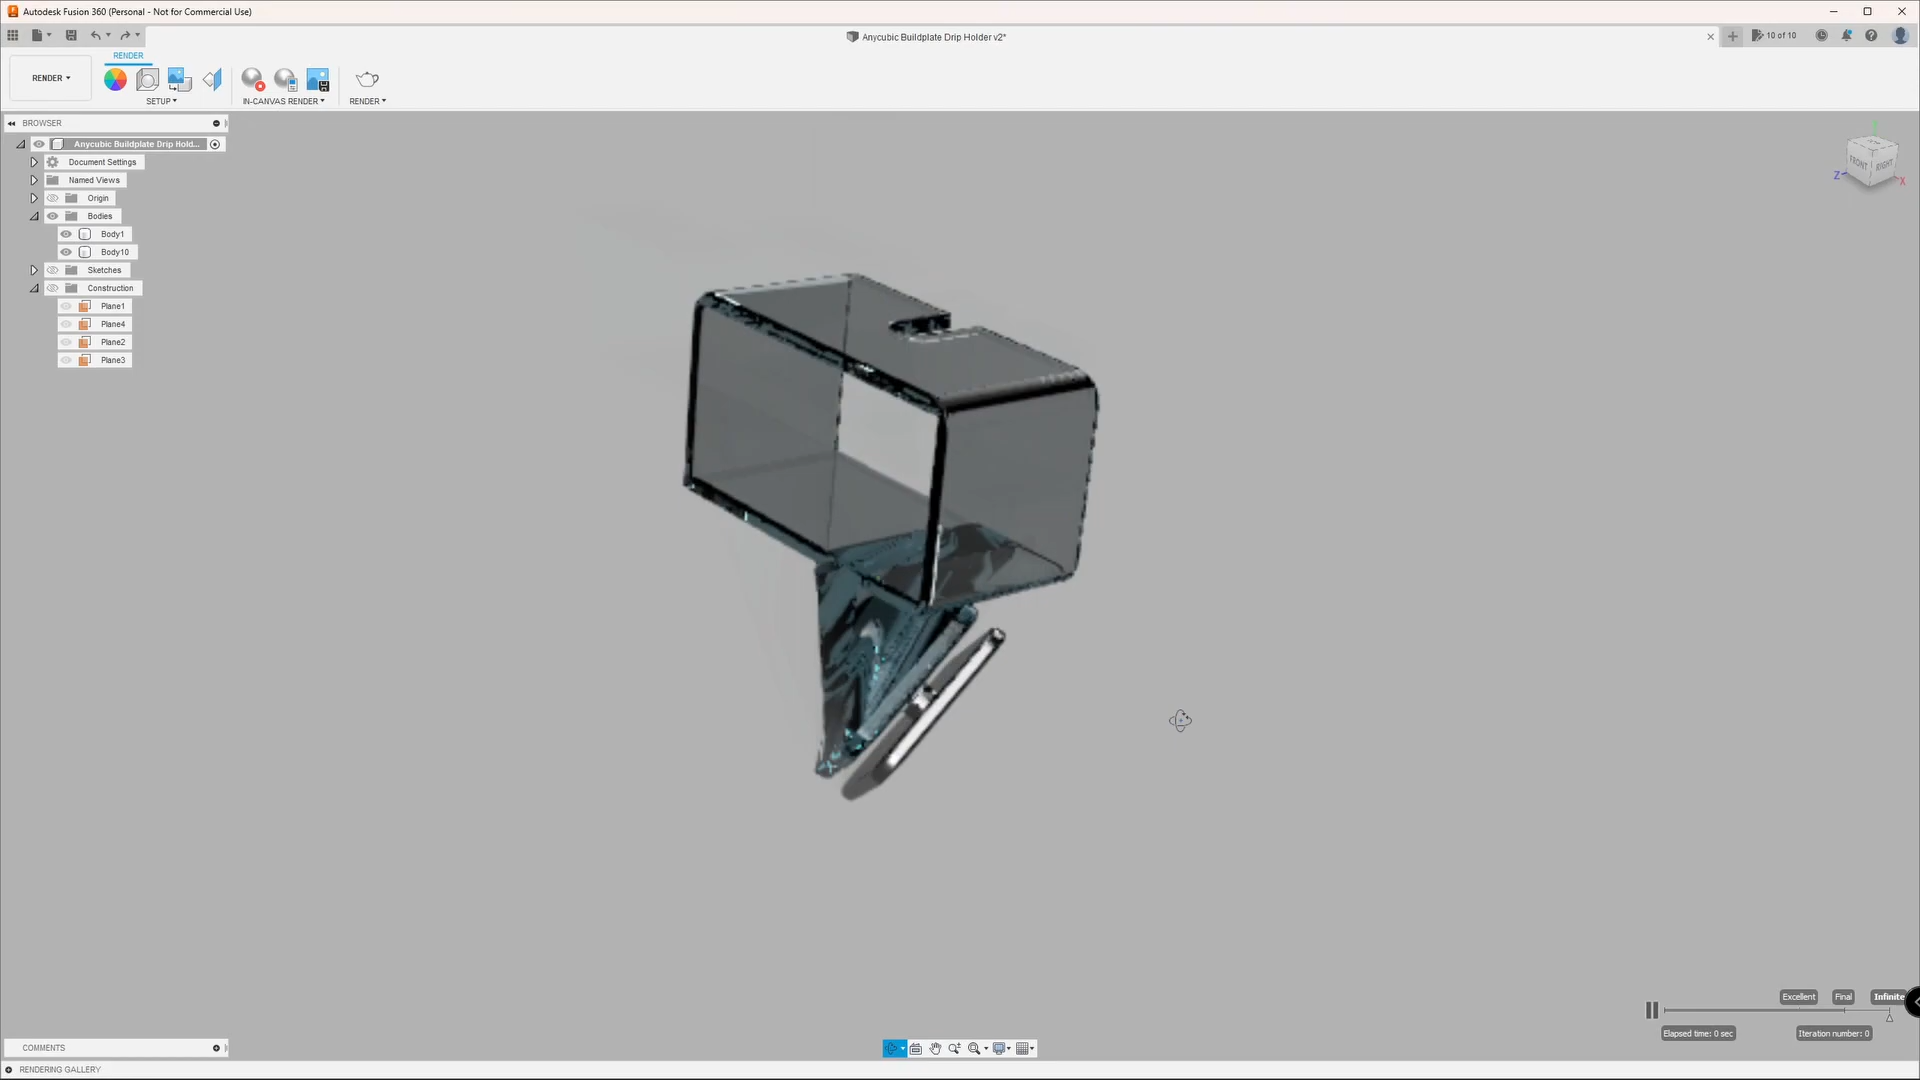 Autodesk Fusion 360 (Personal - Not for Commercial Use)
Anycubic Buildplate Drip Holder v2*
10 of 10
RENDER
RENDER
SETUP
IN-CANVAS RENDER
RENDER
BROWSER
Anycubic Buildplate Drip Hold...
Document Settings
Named Views
Origin
Bodies
Body1
Body10
Sketches
Construction
Plane1
Plane4
Plane2
Plane3
FRONT
RIGHT
Z
X
Excellent
Final
Infinite
Elapsed time: 0 sec
Iteration number: 0
COMMENTS
RENDERING GALLERY